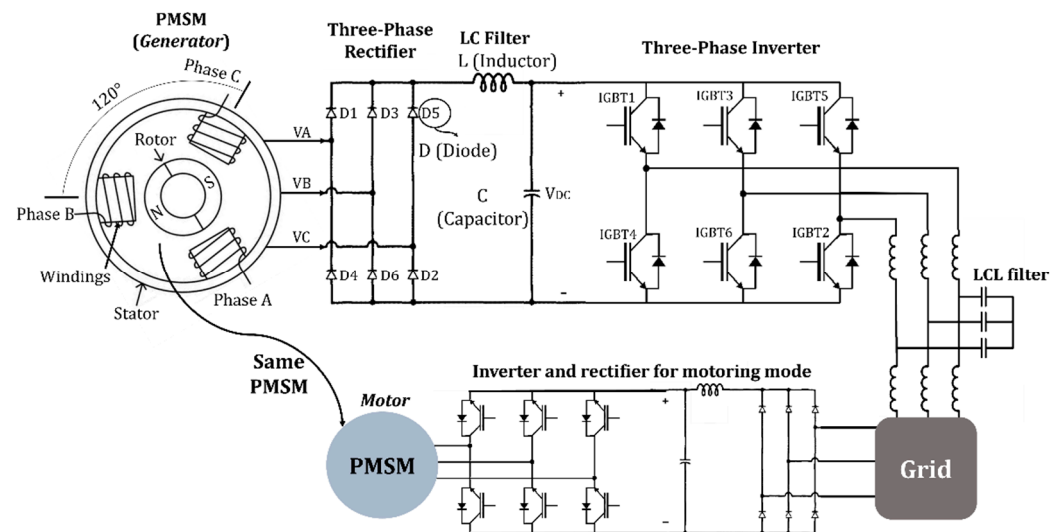 PMSM
(Generator)
Three-Phase
Rectifier
LC Filter
L (Inductor)
Three-Phase Inverter
Phase C
120°
Rotor
S
N
Phase B
Windings
Stator
Phase A
VA
VB
VC
D1
D3
D5
D (Diode)
D4
D6
D2
C
(Capacitor)
+
VDC
–
IGBT1
IGBT3
IGBT5
IGBT4
IGBT6
IGBT2
LCL filter
Same
PMSM
Inverter and rectifier for motoring mode
Motor
PMSM
+
–
Grid